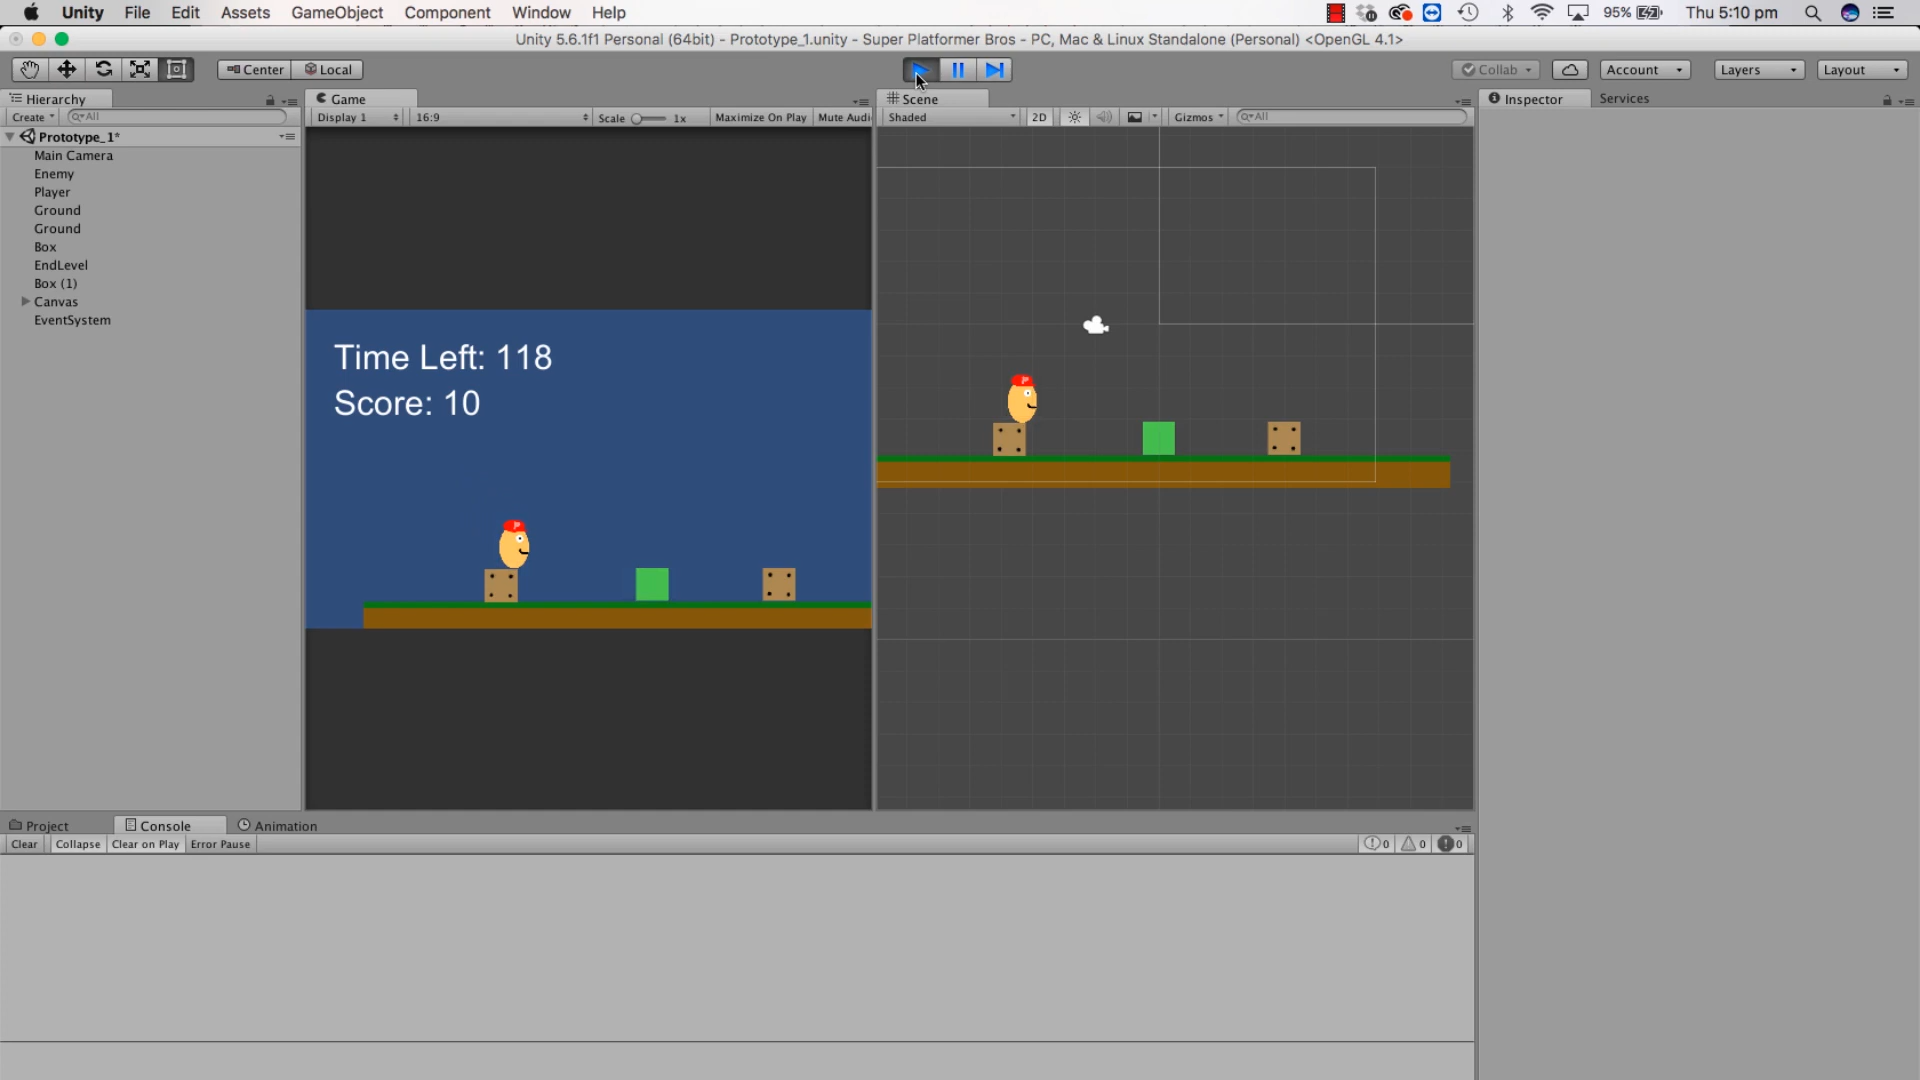 Unity File Edit Assets GameObject Component Window Help 95% Thu 5:10 pm
Unity 5.6.1f1 Personal (64bit) - Prototype_1.unity - Super Platformer Bros - PC, Mac & Linux Standalone (Personal) <OpenGL 4.1>
Center Local Collab Account Layers Layout
Hierarchy Game Scene Inspector Services
Create All Display 1 16:9 Scale 1x Maximize On Play Mute Audi Shaded 2D Gizmos All
Prototype_1*
Main Camera
Enemy
Player
Ground
Ground
Box
EndLevel
Box (1)
Canvas
EventSystem
Time Left: 118
Score: 10
P
P
Project Console Animation
Clear Collapse Clear on Play Error Pause 0 0 0